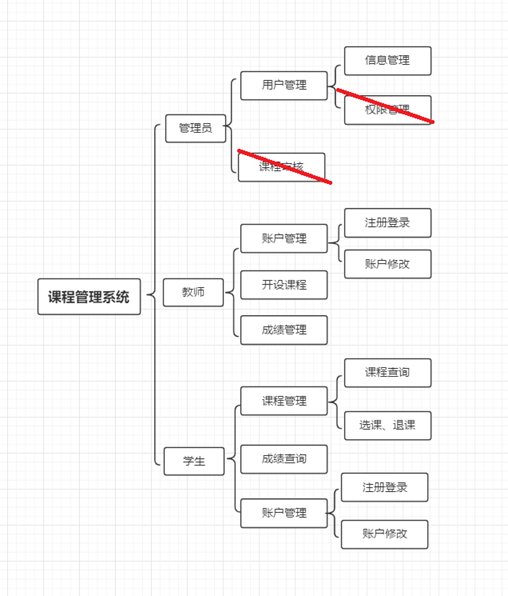 信息管理
用户管理
权限管理
管理员
课程审核
注册登录
账户管理
账户修改
课程管理系统
教师
开设课程
成绩管理
课程查询
课程管理
选课、退课
学生
成绩查询
注册登录
账户管理
账户修改